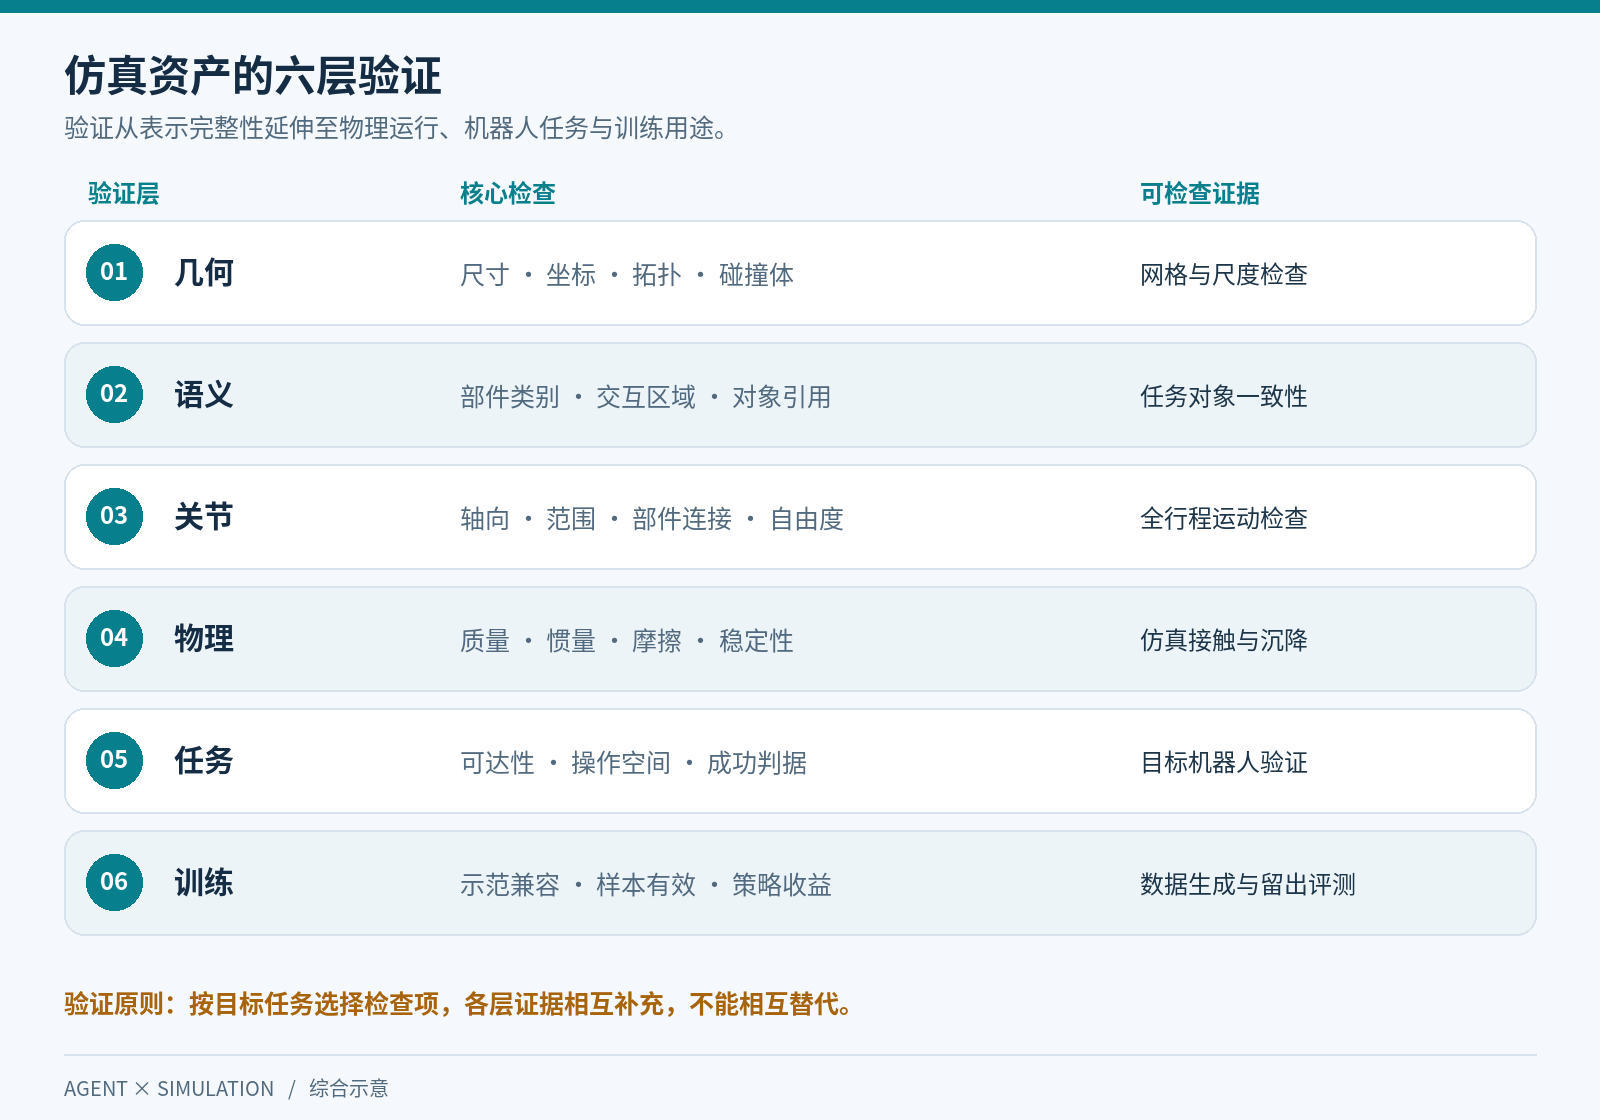 仿真资产的六层验证
验证从表示完整性延伸至物理运行、机器人任务与训练用途。
验证层 核心检查 可检查证据
01 几何 尺寸 · 坐标 · 拓扑 · 碰撞体 网格与尺度检查
02 语义 部件类别 · 交互区域 · 对象引用 任务对象一致性
03 关节 轴向 · 范围 · 部件连接 · 自由度 全行程运动检查
04 物理 质量 · 惯量 · 摩擦 · 稳定性 仿真接触与沉降
05 任务 可达性 · 操作空间 · 成功判据 目标机器人验证
06 训练 示范兼容 · 样本有效 · 策略收益 数据生成与留出评测
验证原则：按目标任务选择检查项，各层证据相互补充，不能相互替代。
AGENT × SIMULATION / 综合示意